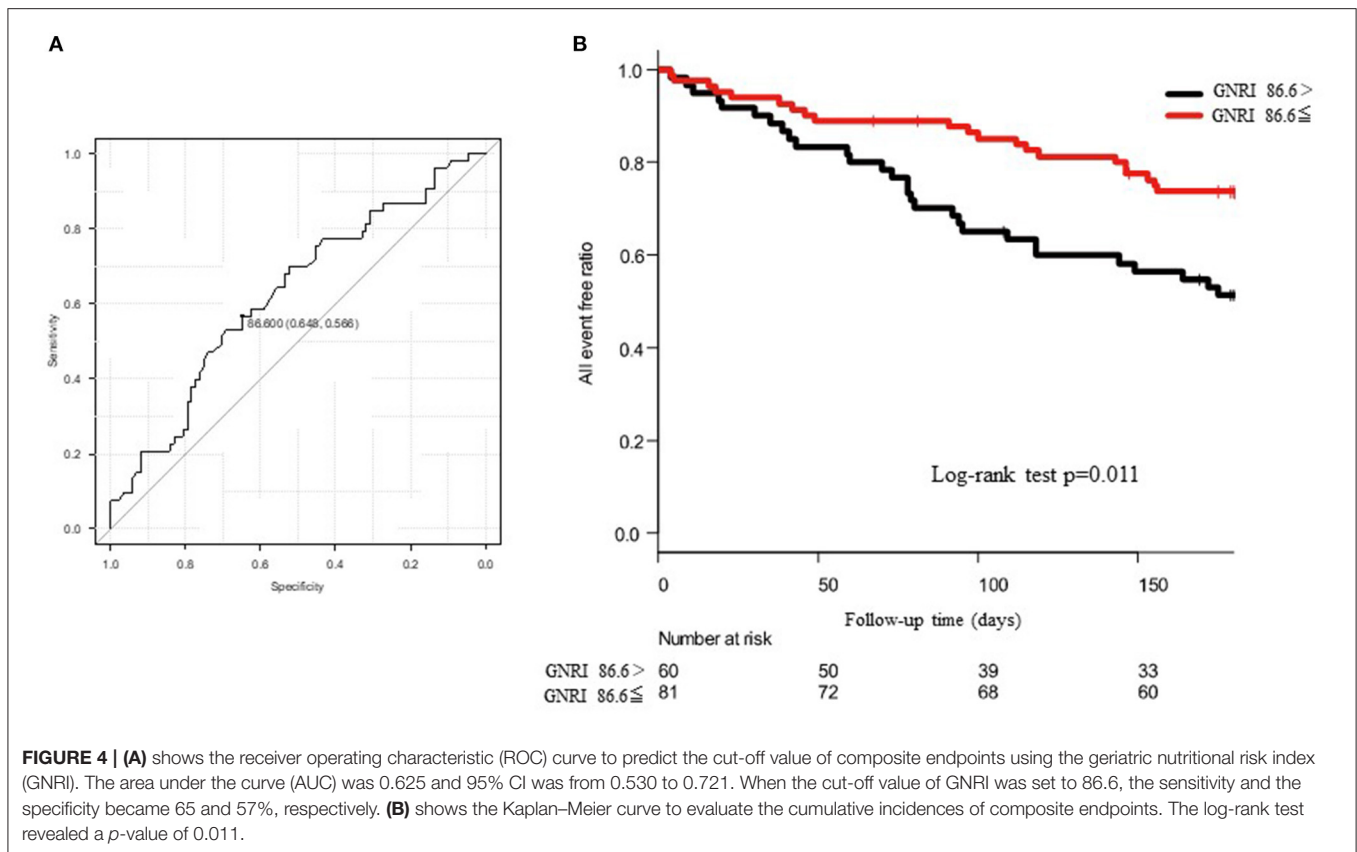 A
B
1.0
0.8
0.6
0.4
0.2
0.0
Sensitivity
86.600 (0.648, 0.566)
1.0 0.8 0.6 0.4 0.2 0.0
Specificity
1.0
0.8
0.6
0.4
0.2
0.0
All event free ratio
GNRI 86.6>
GNRI 86.6≦
Log-rank test p=0.011
0 50 100 150
Follow-up time (days)
Number at risk
GNRI 86.6> 60 50 39 33
GNRI 86.6≦ 81 72 68 60
FIGURE 4 | (A) shows the receiver operating characteristic (ROC) curve to predict the cut-off value of composite endpoints using the geriatric nutritional risk index
(GNRI). The area under the curve (AUC) was 0.625 and 95% CI was from 0.530 to 0.721. When the cut-off value of GNRI was set to 86.6, the sensitivity and the
specificity became 65 and 57%, respectively. (B) shows the Kaplan–Meier curve to evaluate the cumulative incidences of composite endpoints. The log-rank test
revealed a p-value of 0.011.